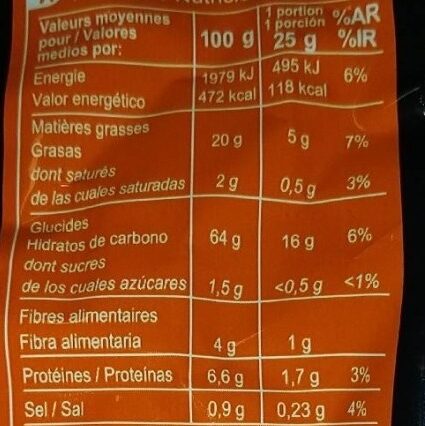 Valeurs moyennes
pour / Valores
medios por:
100 g
1 portion
1 porción
25 g
%AR
%IR
Energie
Valor energético
1979 kJ
472 kcal
495 kJ
118 kcal
6%
Matières grasses
Grasas
20 g
5 g
7%
dont saturés
de las cuales saturadas
2 g
0,5 g
3%
Glucides
Hidratos de carbono
64 g
16 g
6%
dont sucres
de los cuales azúcares
1,5 g
<0,5 g
<1%
Fibres alimentaires
Fibra alimentaria
4 g
1 g
Protéines / Proteínas
6,6 g
1,7 g
3%
Sel / Sal
0,9 g
0,23 g
4%